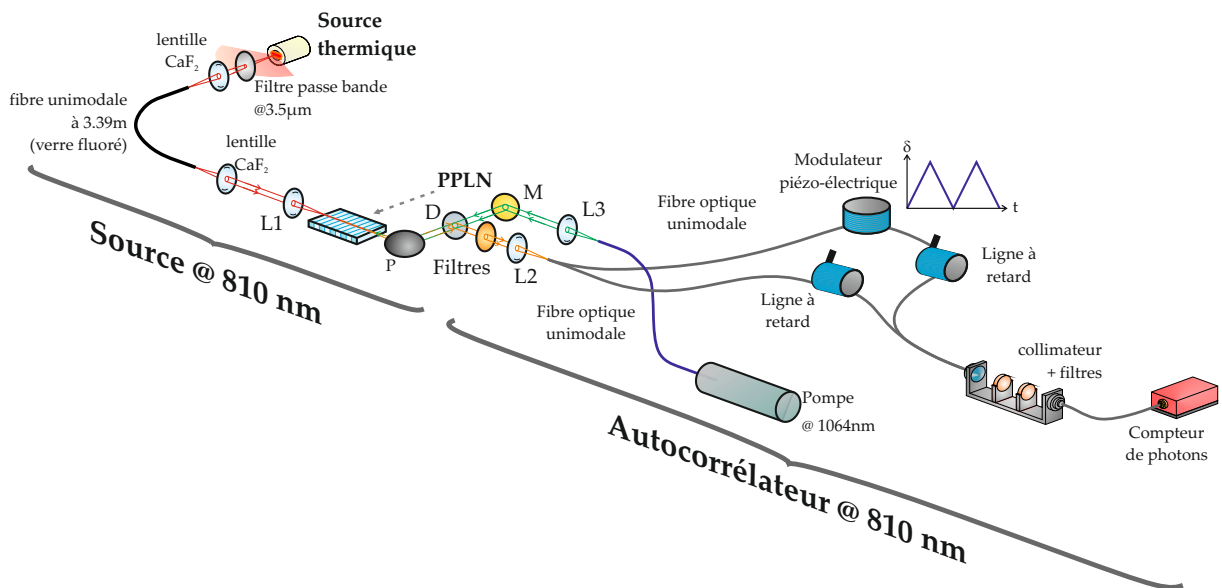 Source
thermique
lentille
CaF₂
Filtre passe bande
@3.5µm
fibre unimodale
à 3.39m
(verre fluoré)
lentille
CaF₂
L1
PPLN
D
M
L3
P
Filtres
L2
Source @ 810 nm
Fibre optique
unimodale
Modulateur
piézo-électrique
δ
t
Fibre optique
unimodale
Ligne à
retard
Ligne à
retard
collimateur
+ filtres
Pompe
@ 1064nm
Compteur
de photons
Autocorrélateur @ 810 nm